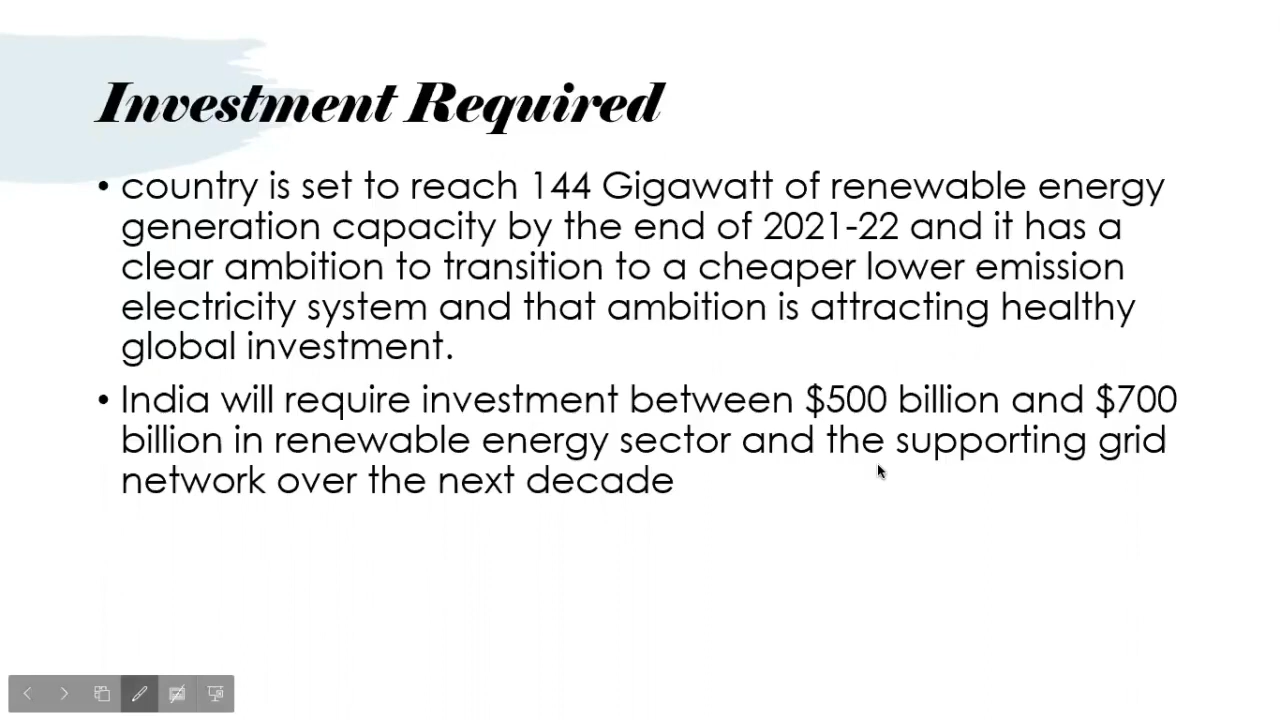 Investment Required
• country is set to reach 144 Gigawatt of renewable energy
generation capacity by the end of 2021-22 and it has a
clear ambition to transition to a cheaper lower emission
electricity system and that ambition is attracting healthy
global investment.
• India will require investment between $500 billion and $700
billion in renewable energy sector and the supporting grid
network over the next decade